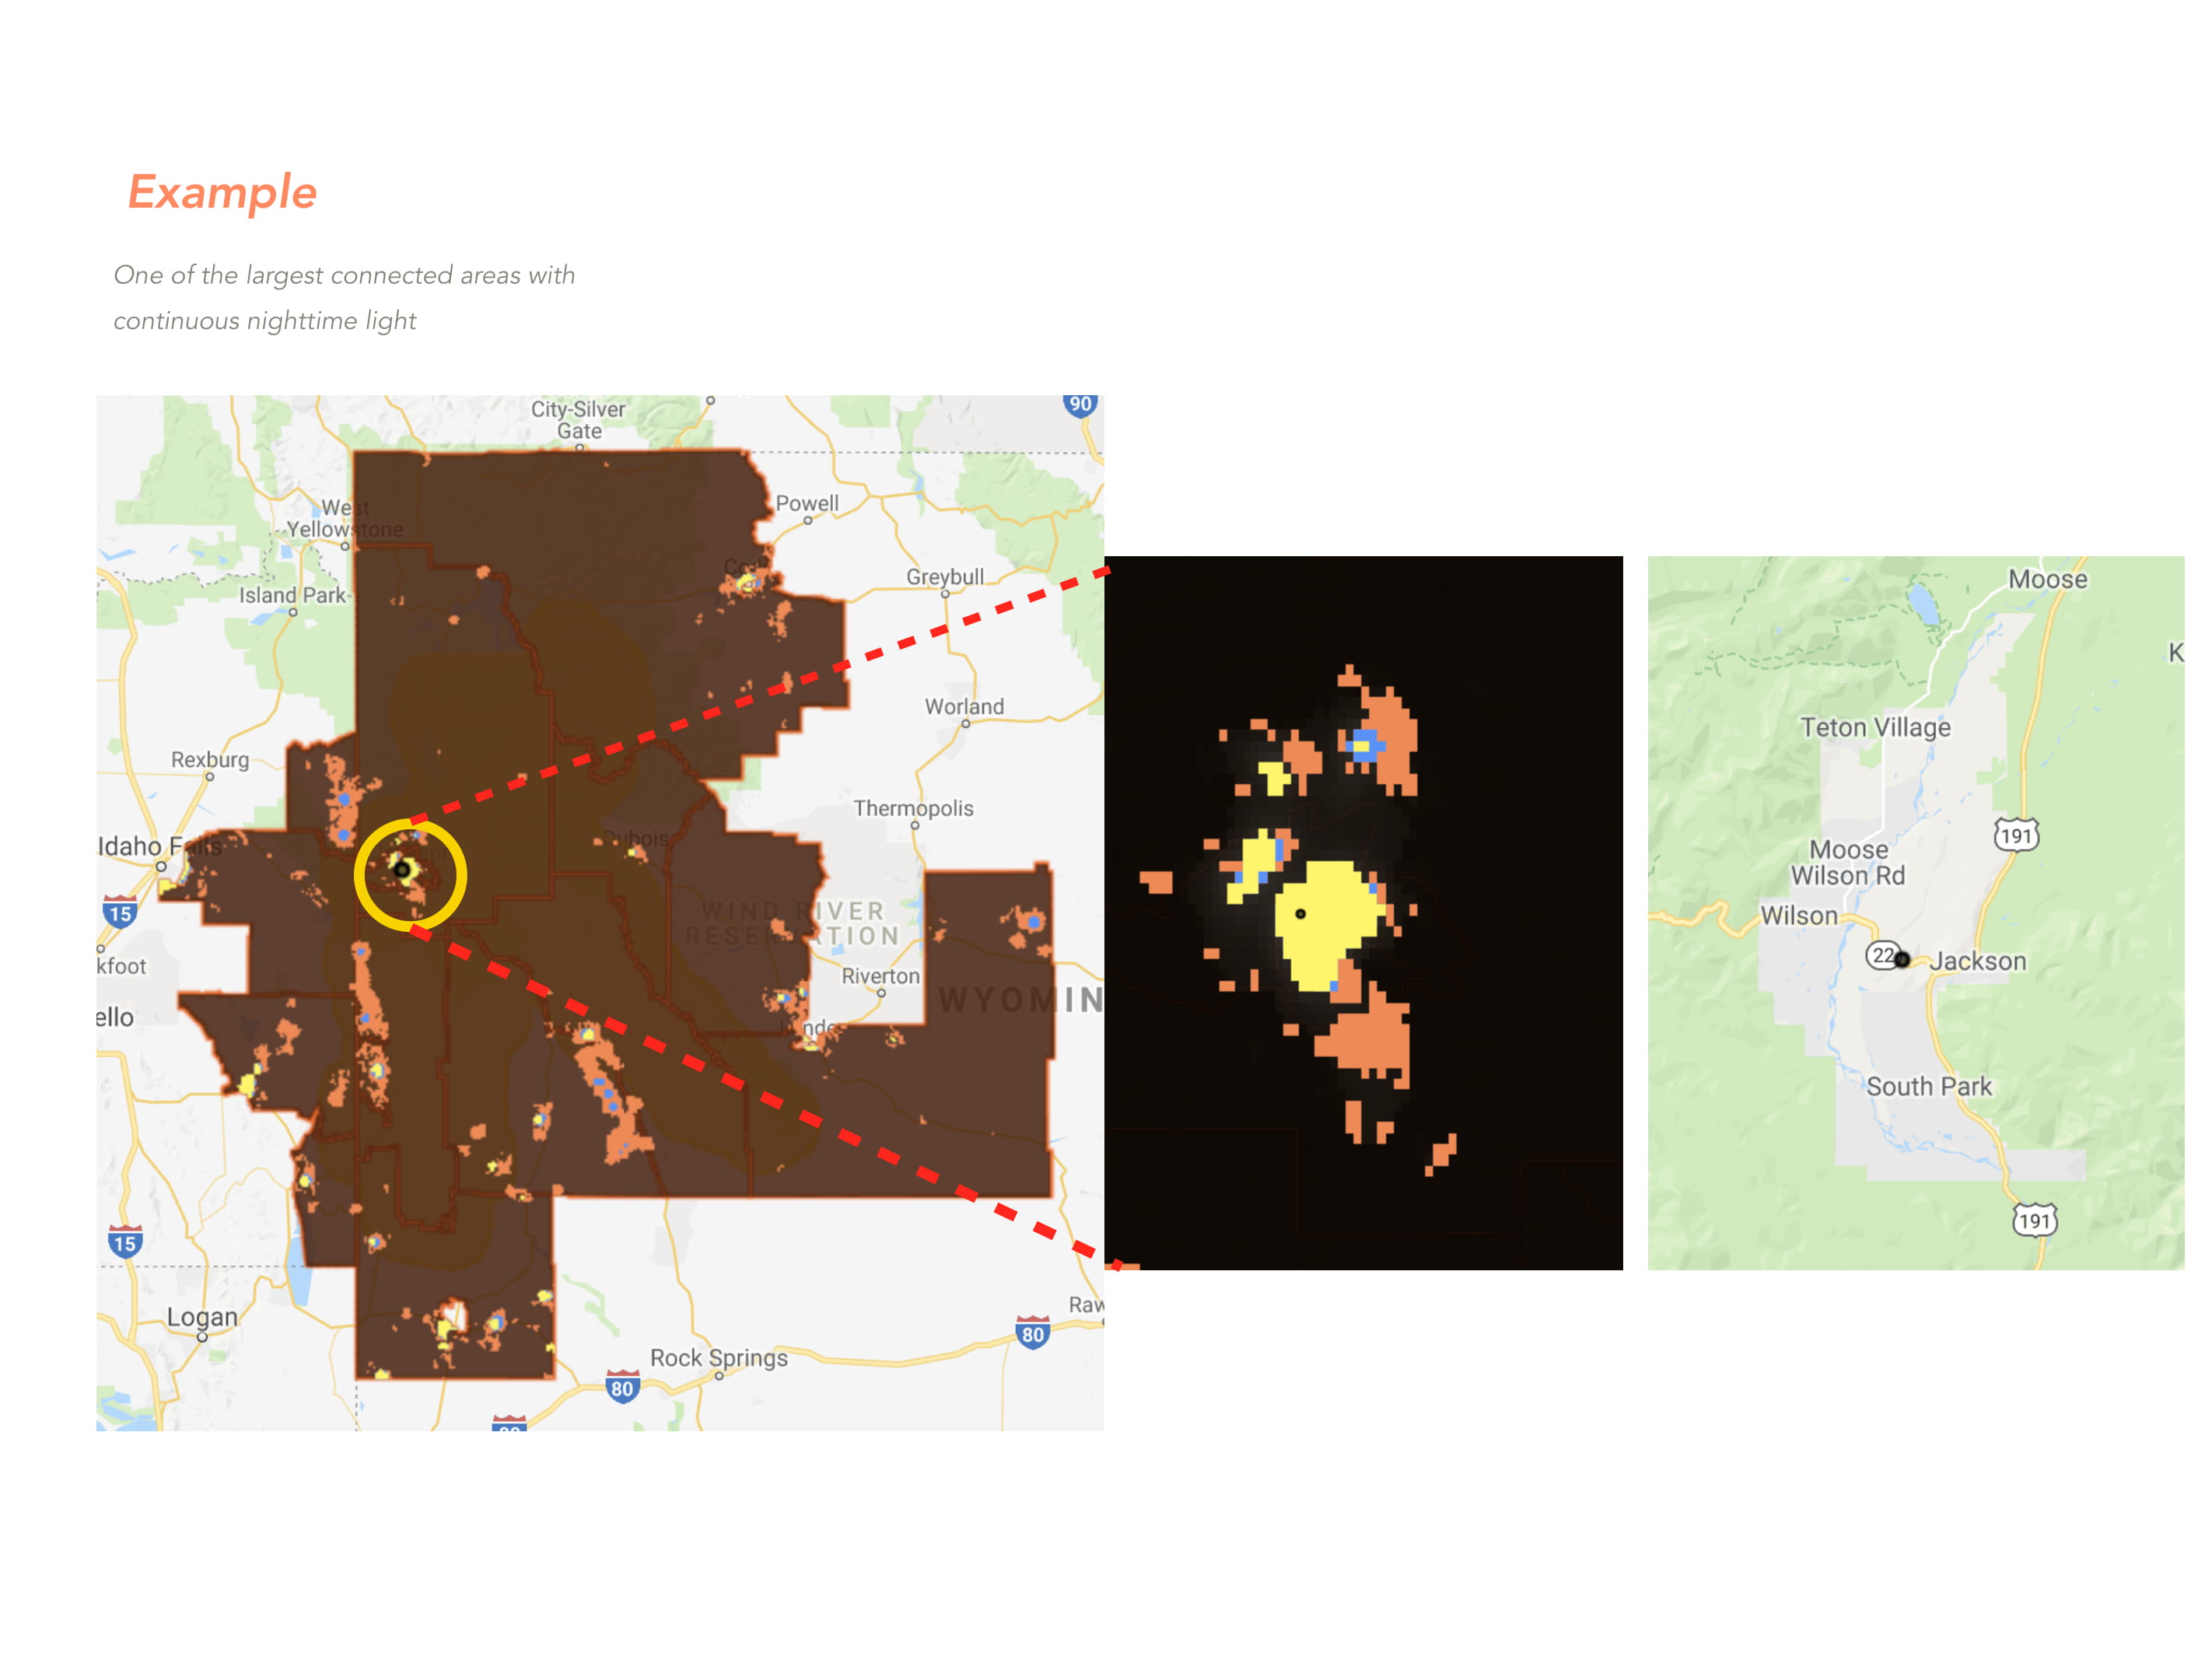 Example
One of the largest connected areas with
continuous nighttime light
City-Silver
Gate
90
West
Yellowstone
Powell
Island Park
Greybull
Worland
Rexburg
Thermopolis
Idaho Falls
Dubois
15
WIND RIVER
RESERVATION
kfoot
Riverton
WYOMIN
ello
Lande
15
Logan
Raw
80
Rock Springs
80
Moose
K
Teton Village
191
Moose
Wilson Rd
Wilson
22
Jackson
South Park
191